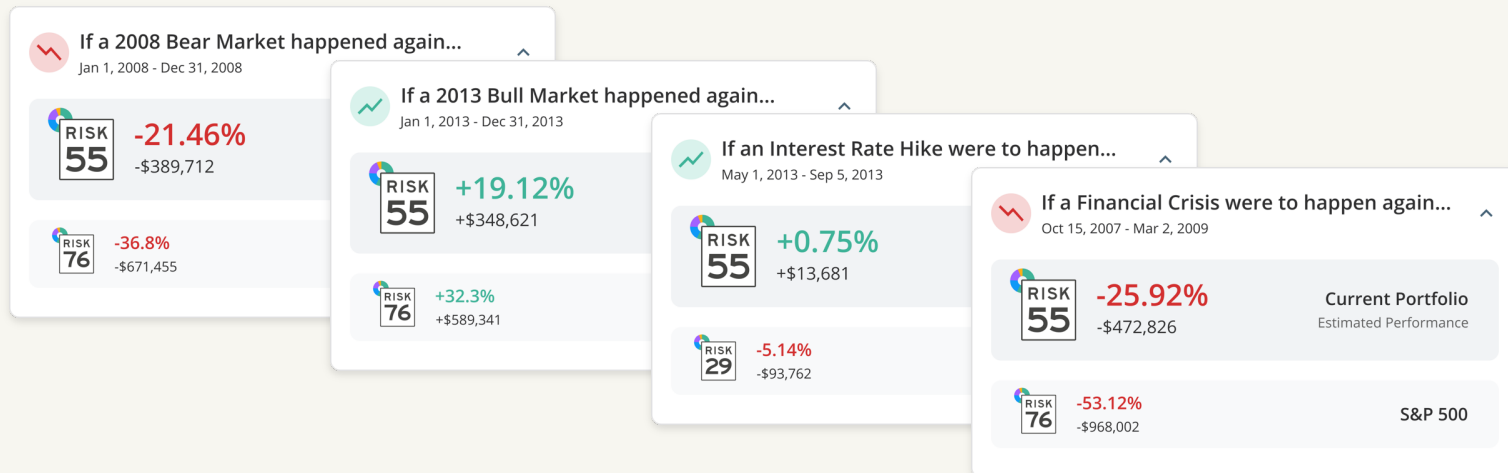 If a 2008 Bear Market happened again...
Jan 1, 2008 - Dec 31, 2008
RISK
55
-21.46%
-$389,712
RISK
76
-36.8%
-$671,455
If a 2013 Bull Market happened again...
Jan 1, 2013 - Dec 31, 2013
RISK
55
+19.12%
+$348,621
RISK
76
+32.3%
+$589,341
If an Interest Rate Hike were to happen...
May 1, 2013 - Sep 5, 2013
RISK
55
+0.75%
+$13,681
RISK
29
-5.14%
-$93,762
If a Financial Crisis were to happen again...
Oct 15, 2007 - Mar 2, 2009
RISK
55
-25.92%
-$472,826
Current Portfolio
Estimated Performance
RISK
76
-53.12%
-$968,002
S&P 500